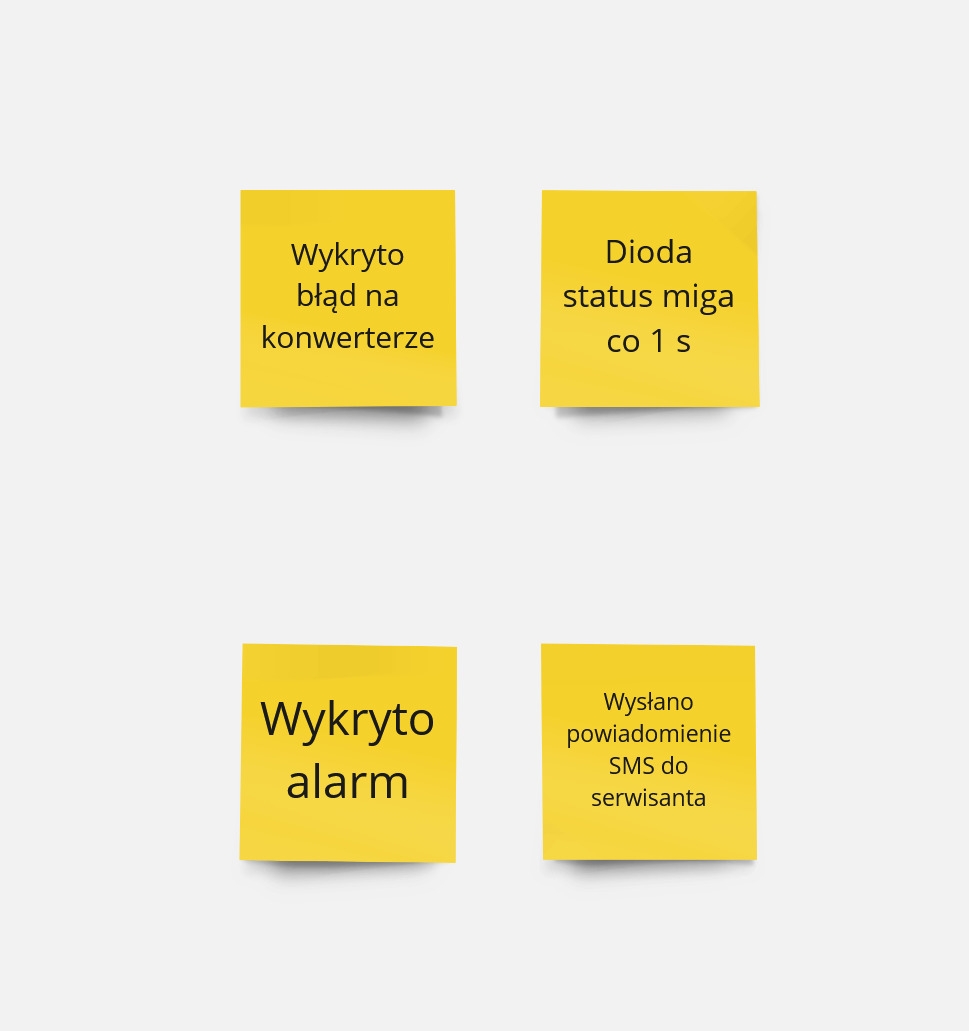 Wykryto
błąd na
konwerterze
Dioda
status miga
co 1 s
Wykryto
alarm
Wysłano
powiadomienie
SMS do
serwisanta